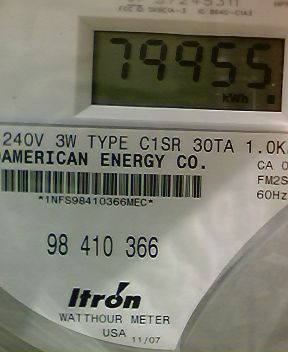 79955
kWh
240V 3W TYPE C1SR 30TA 1.0K
AMERICAN ENERGY CO.
CA 0
FM2S
60Hz
*1NFS98410366MEC*
98 410 366
Itron
WATTHOUR METER
USA 11/07